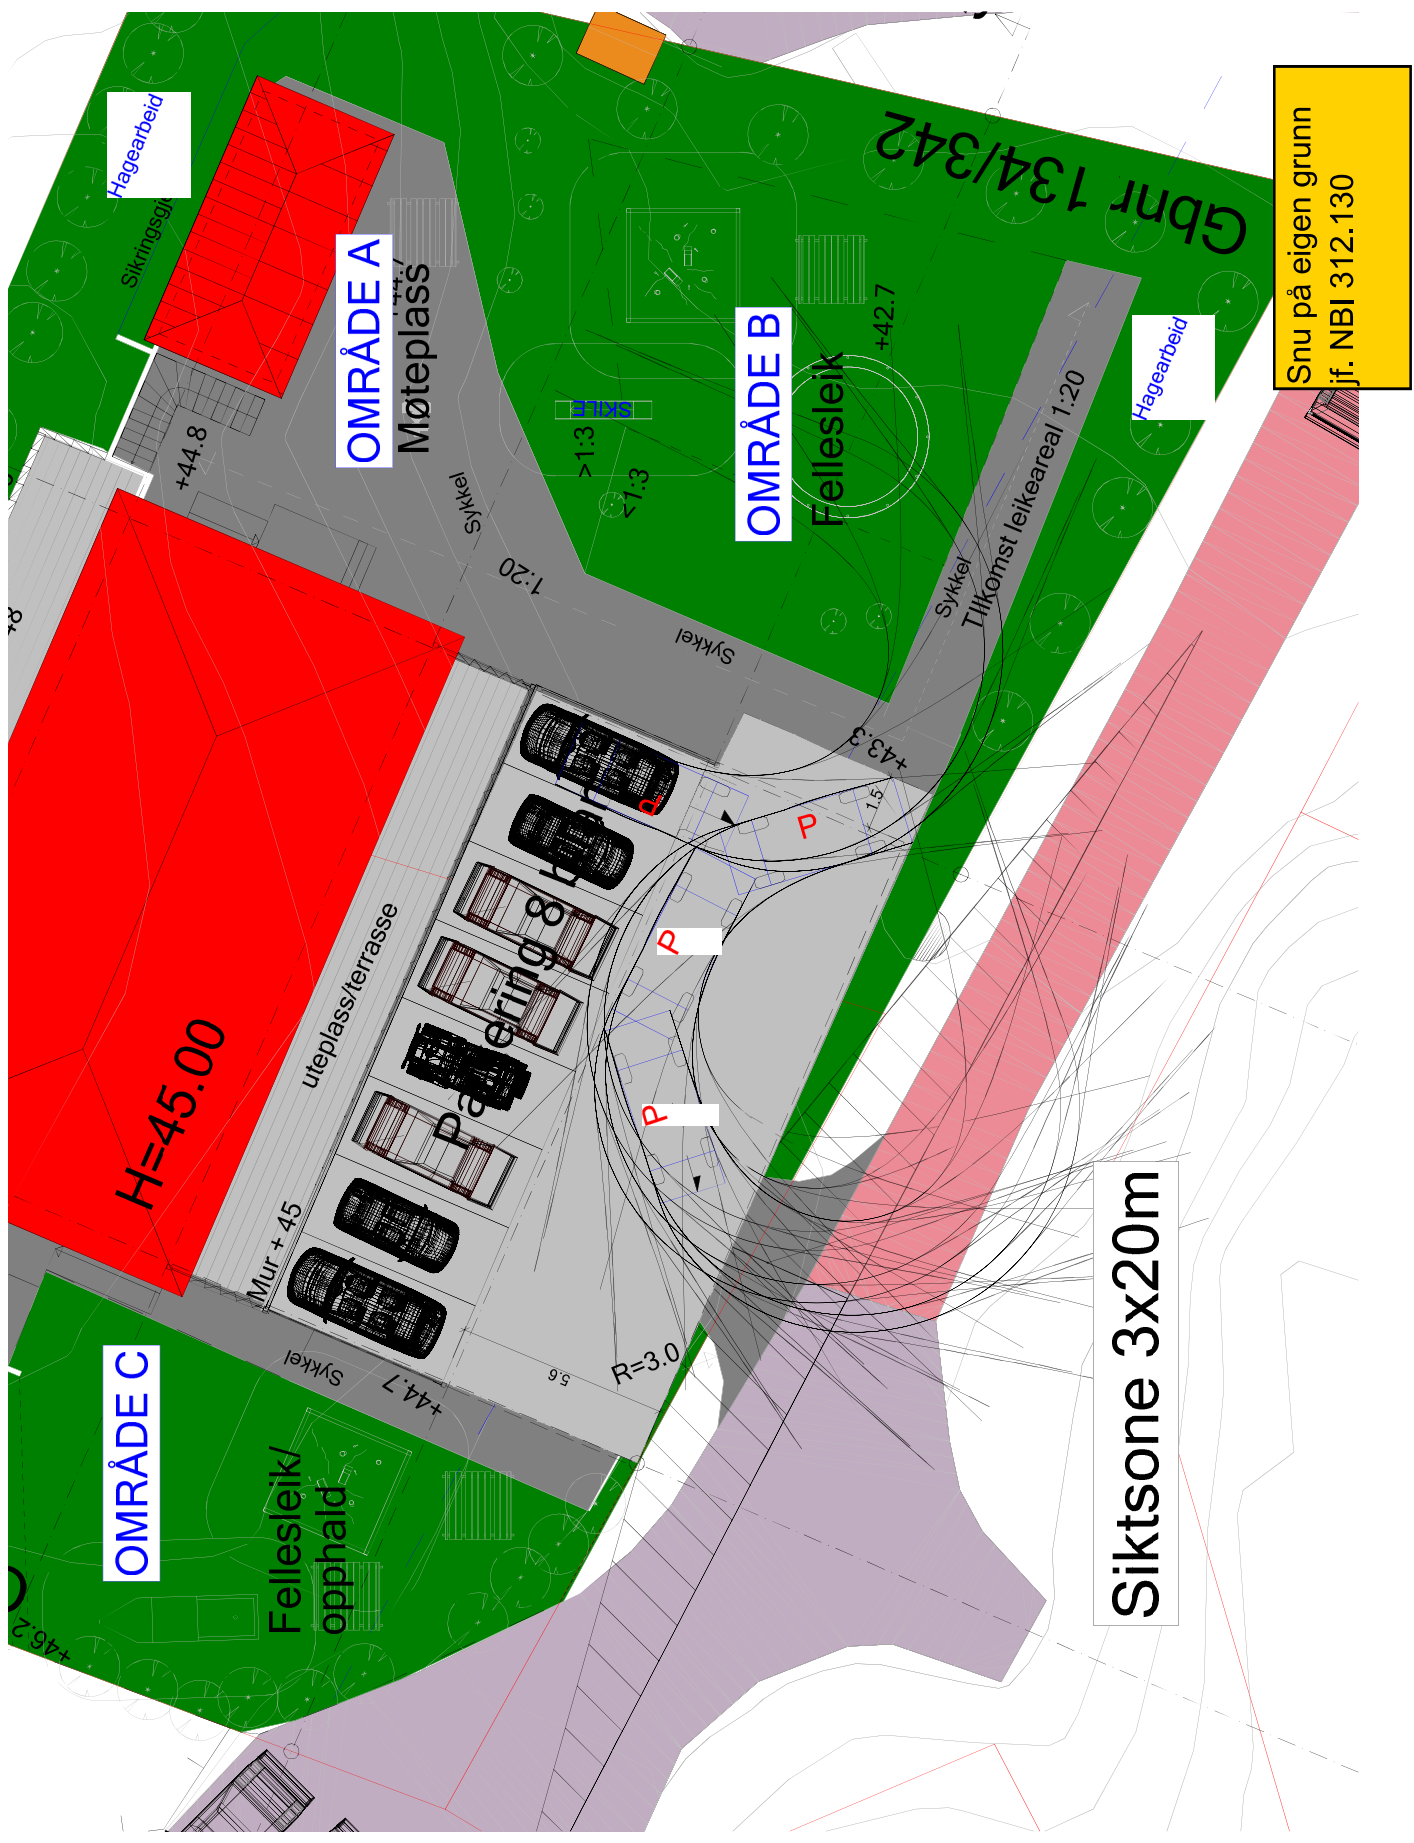 Hagearbeid
Sikringsgje
OMRÅDE A
Møteplass
+44.8
Sykkel
1:20
Sykkel
SKILE
>1:3
<1:3
OMRÅDE B
Fellesleik
+42.7
Gbnr 134/342
Snu på eigen grunn
jf. NBI 312.130
Hagearbeid
Sykkel
Tilkomst leikeareal 1:20
+43.3
1.5
P
P
P
P
H=45.00
uteplass/terrasse
Mur + 45
Sykkel
+44.7
5.6
R=3.0
OMRÅDE C
Fellesleik/
opphald
+46.2
Siktsone 3x20m